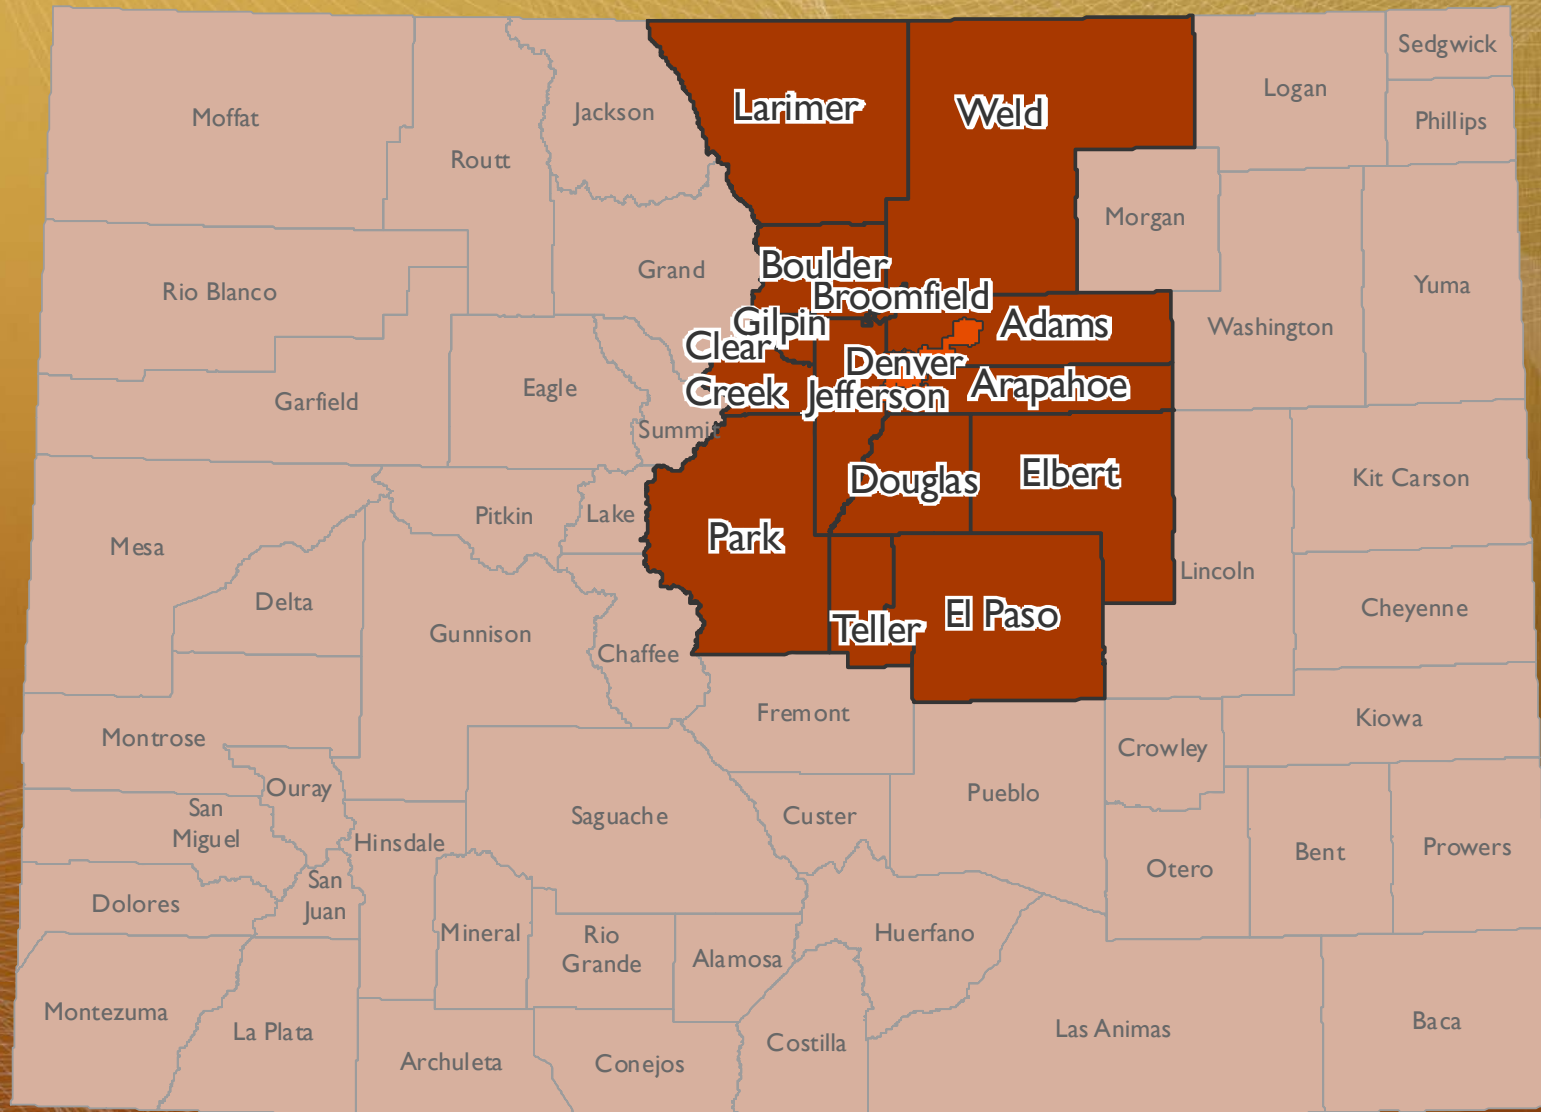 Sedgwick
Logan
Larimer
Weld
Moffat
Jackson
Phillips
Routt
Morgan
Boulder
Grand
Rio Blanco
Yuma
Broomfield
Gilpin
Adams
Washington
Clear
Creek
Denver
Arapahoe
Eagle
Jefferson
Garfield
Summit
Elbert
Kit Carson
Douglas
Pitkin
Lake
Park
Mesa
Lincoln
Delta
Cheyenne
El Paso
Teller
Gunnison
Chaffee
Fremont
Kiowa
Montrose
Crowley
Ouray
Pueblo
San
Miguel
Saguache
Custer
Hinsdale
Prowers
Bent
Otero
San
Juan
Dolores
Mineral
Rio
Grande
Huerfano
Alamosa
Montezuma
La Plata
Baca
Las Animas
Costilla
Archuleta
Conejos